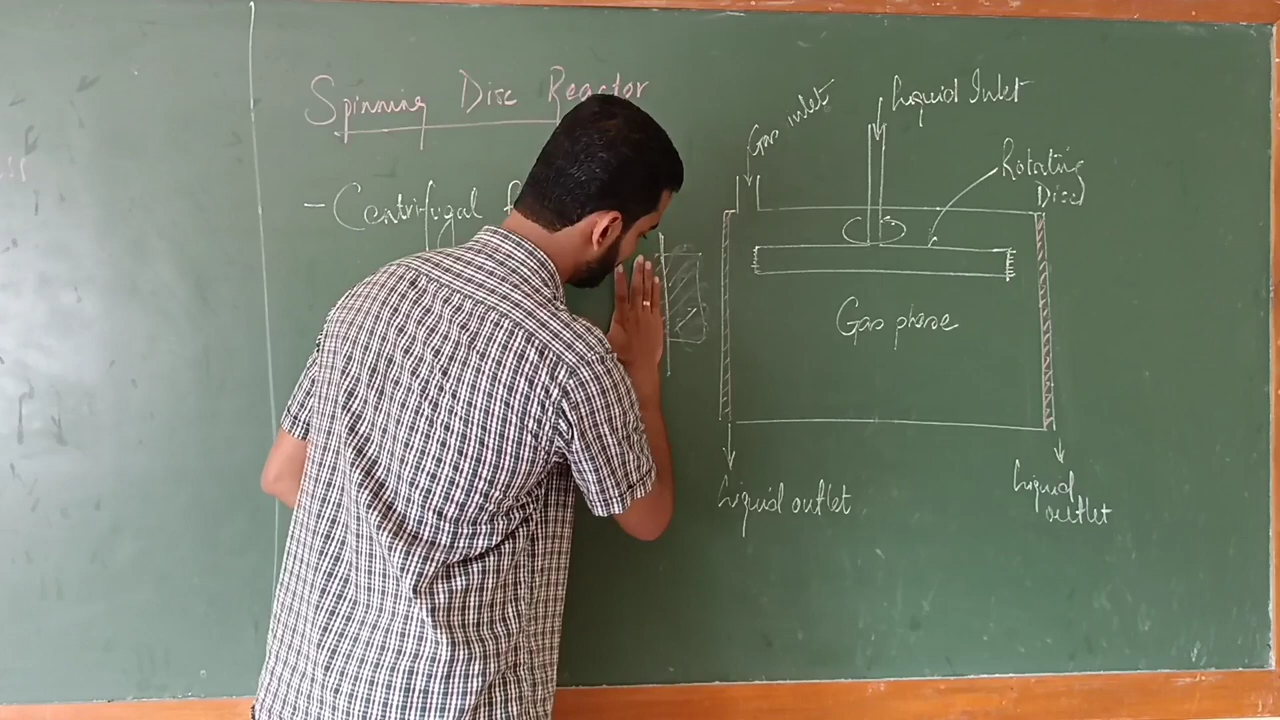 Spinning Disc Reactor
- Centrifugal
Gas inlet
Liquid Inlet
Rotating
Disc
Gas phase
Liquid outlet
Liquid
outlet